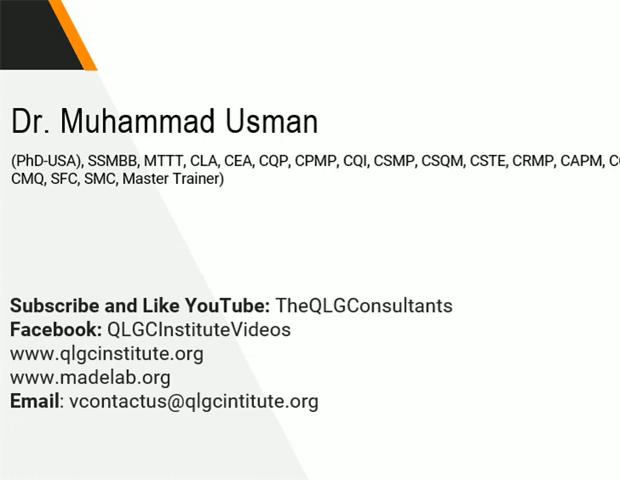 Dr. Muhammad Usman
(PhD-USA), SSMBB, MTTT, CLA, CEA, CQP, CPMP, CQI, CSMP, CSQM, CSTE, CRMP, CAPM,
CMQ, SFC, SMC, Master Trainer)
Subscribe and Like YouTube: TheQLGConsultants
Facebook: QLGCInstituteVideos
www.qlgcinstitute.org
www.madelab.org
Email: vcontactus@qlgcintitute.org